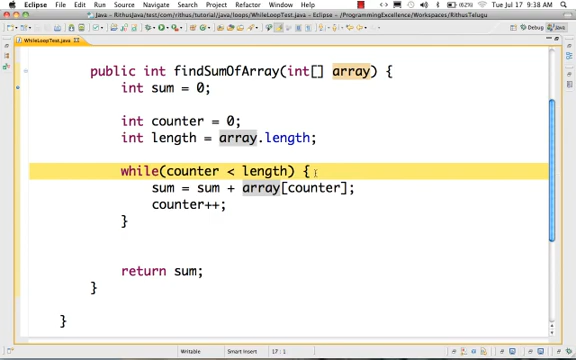 Eclipse File Edit Run Source Navigate Search Project Refactor Window Help (62%) Tue Jul 17 9:38 AM
Java - Rithusjava/test/com/rithus/tutorial/java/loops/WhileLoopTest.java - Eclipse - /ProgrammingExcellence/Workspaces/RithusTelugu
Debug Java
WhileLoopTest.java
public int findSumOfArray(int[] array) {
int sum = 0;
int counter = 0;
int length = array.length;
while(counter < length) {
sum = sum + array[counter];
counter++;
}
return sum;
}
}
Writable Smart Insert 17 : 1